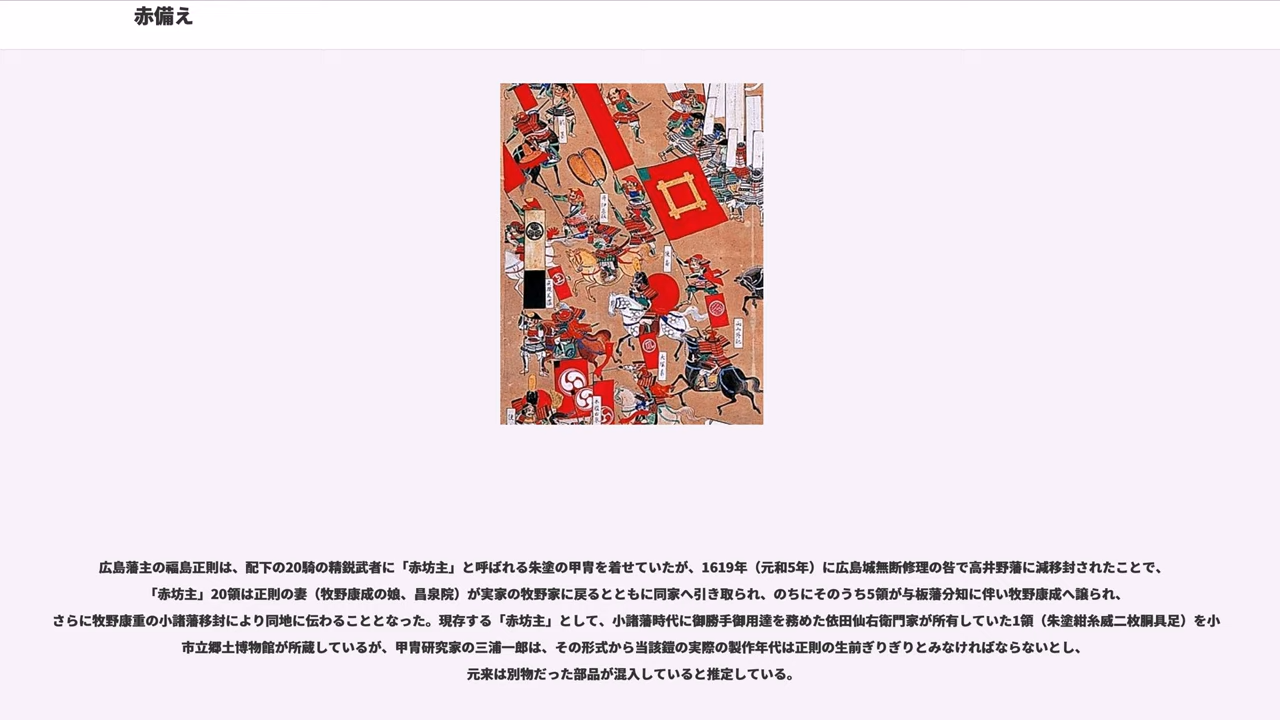 赤備え
広島藩主の福島正則は、配下の20騎の精鋭武者に「赤坊主」と呼ばれる朱塗の甲冑を着せていたが、1619年（元和5年）に広島城無断修理の咎で高井野藩に減移封されたことで、
「赤坊主」20領は正則の妻（牧野康成の娘、昌泉院）が実家の牧野家に戻るとともに同家へ引き取られ、のちにそのうち5領が与板藩分知に伴い牧野康成へ譲られ、
さらに牧野康重の小諸藩移封により同地に伝わることとなった。現存する「赤坊主」として、小諸藩時代に御勝手御用達を務めた依田仙右衛門家が所有していた1領（朱塗紺糸威二枚胴具足）を小
市立郷土博物館が所蔵しているが、甲冑研究家の三浦一郎は、その形式から当該鎧の実際の製作年代は正則の生前ぎりぎりとみなければならないとし、
元来は別物だった部品が混入していると推定している。